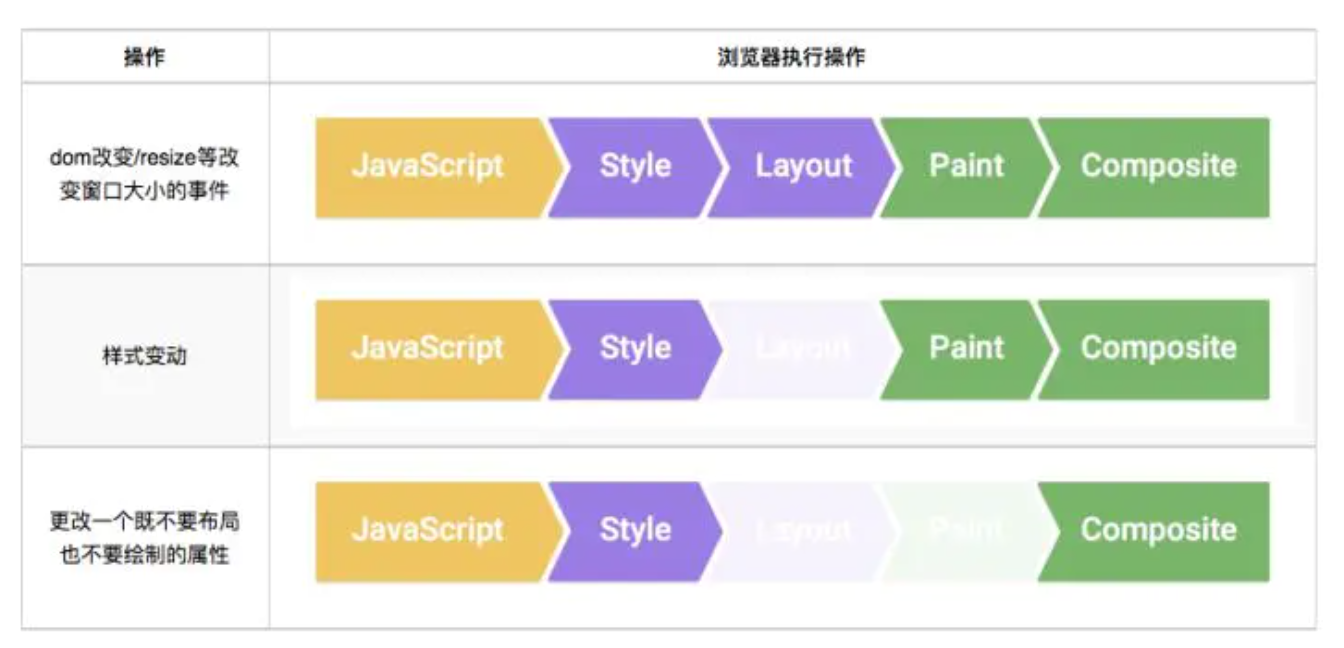 操作
浏览器执行操作
dom改变/resize等改
变窗口大小的事件
JavaScript
Style
Layout
Paint
Composite
样式变动
JavaScript
Style
Layout
Paint
Composite
更改一个既不要布局
也不要绘制的属性
JavaScript
Style
Layout
Paint
Composite